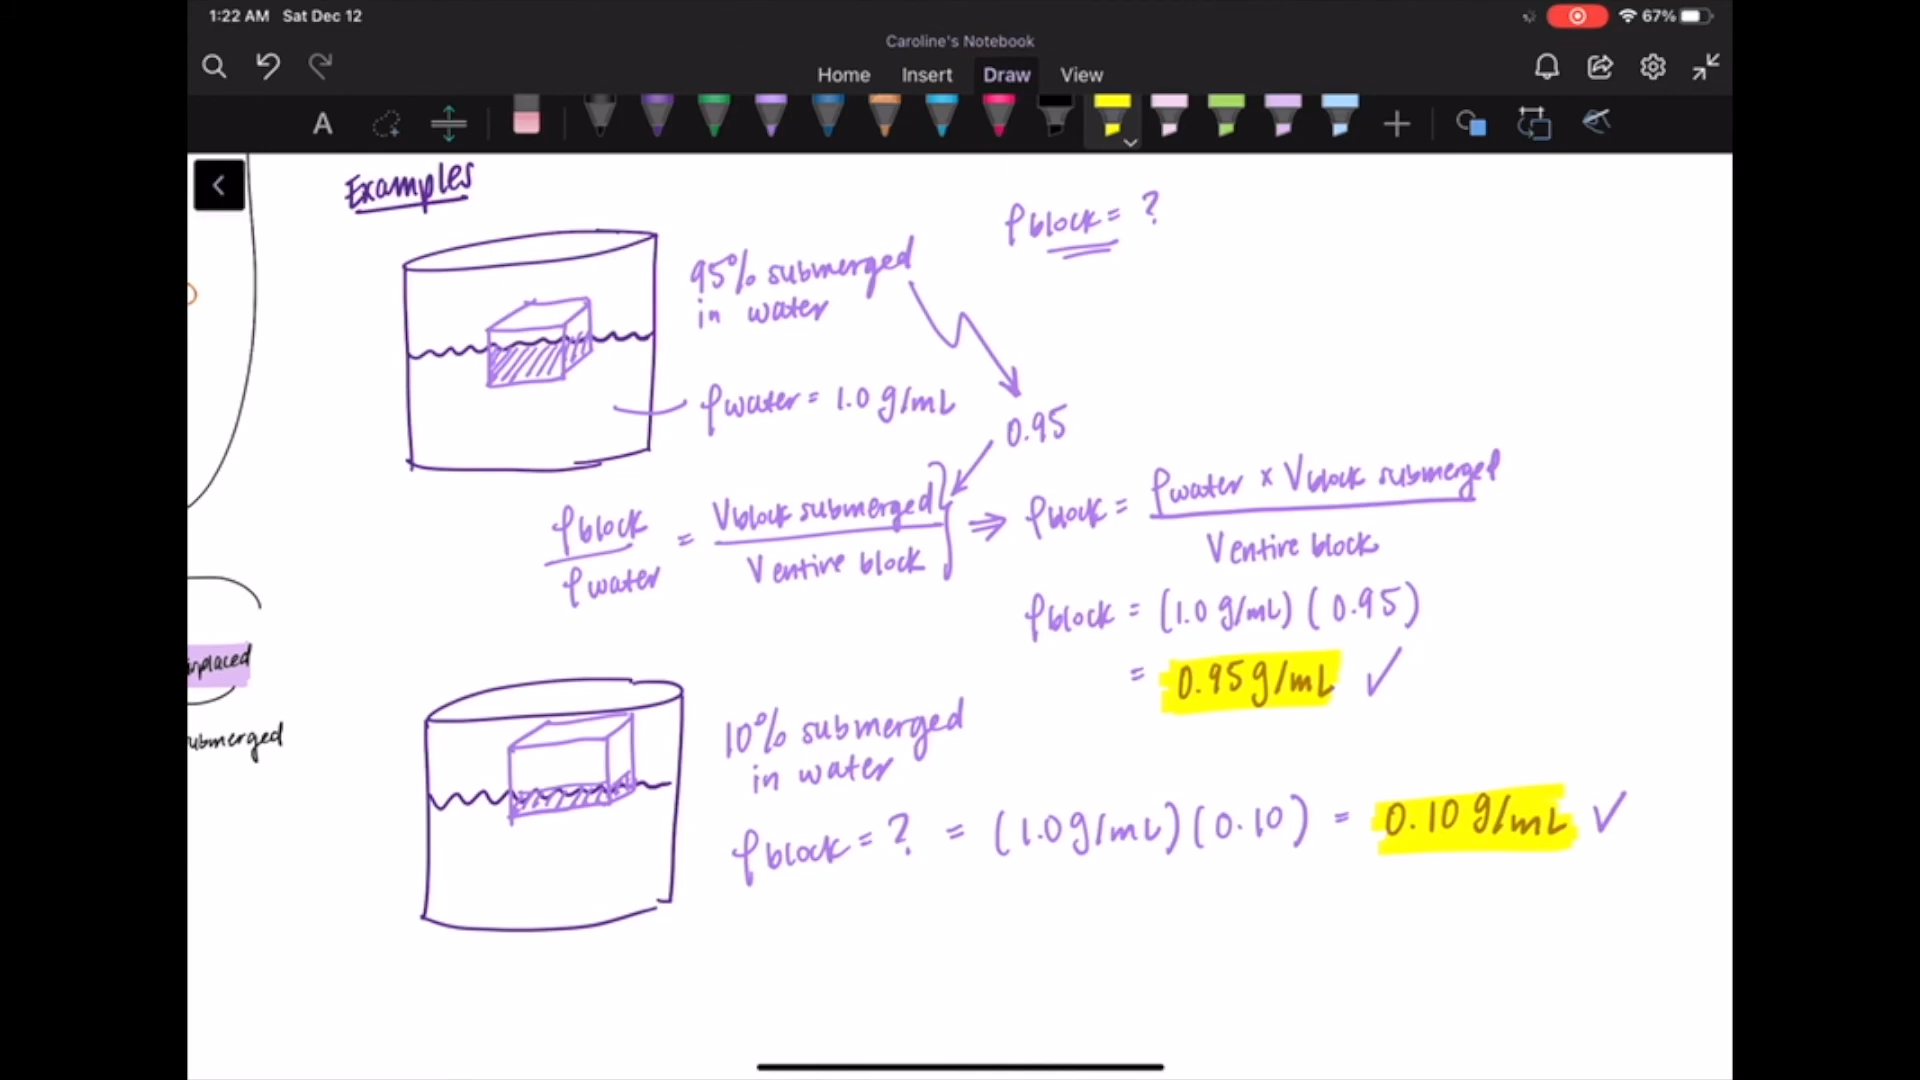 1:22 AM Sat Dec 12
67%
Caroline's Notebook
Home Insert Draw View
A
Examples
ρblock = ?
95% submerged
in water
ρwater = 1.0 g/mL
0.95
ρblock / ρwater = Vblock submerged / Ventire block ⇒ ρblock = ρwater x Vblock submerged / Ventire block
ρblock = (1.0 g/mL) (0.95)
= 0.95 g/mL ✓
placed
submerged
10% submerged
in water
ρblock = ? = (1.0 g/mL) (0.10) = 0.10 g/mL ✓